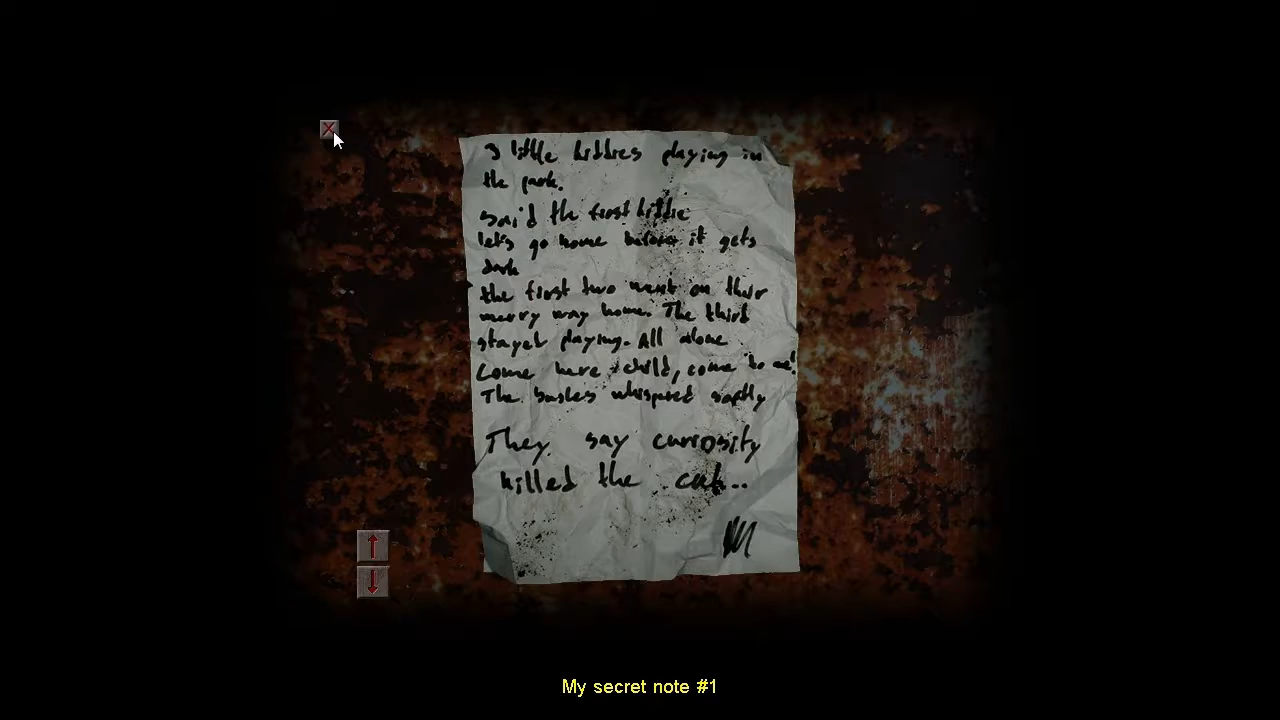 3 little kiddies playing in
the park.
said the first kiddie
let's go home before it gets
dark
the first two went on their
merry way home. The third
stayed playing. All alone
Come here child, come to me!
The bushes whispered softly
They say curiosity
killed the cat..
My secret note #1